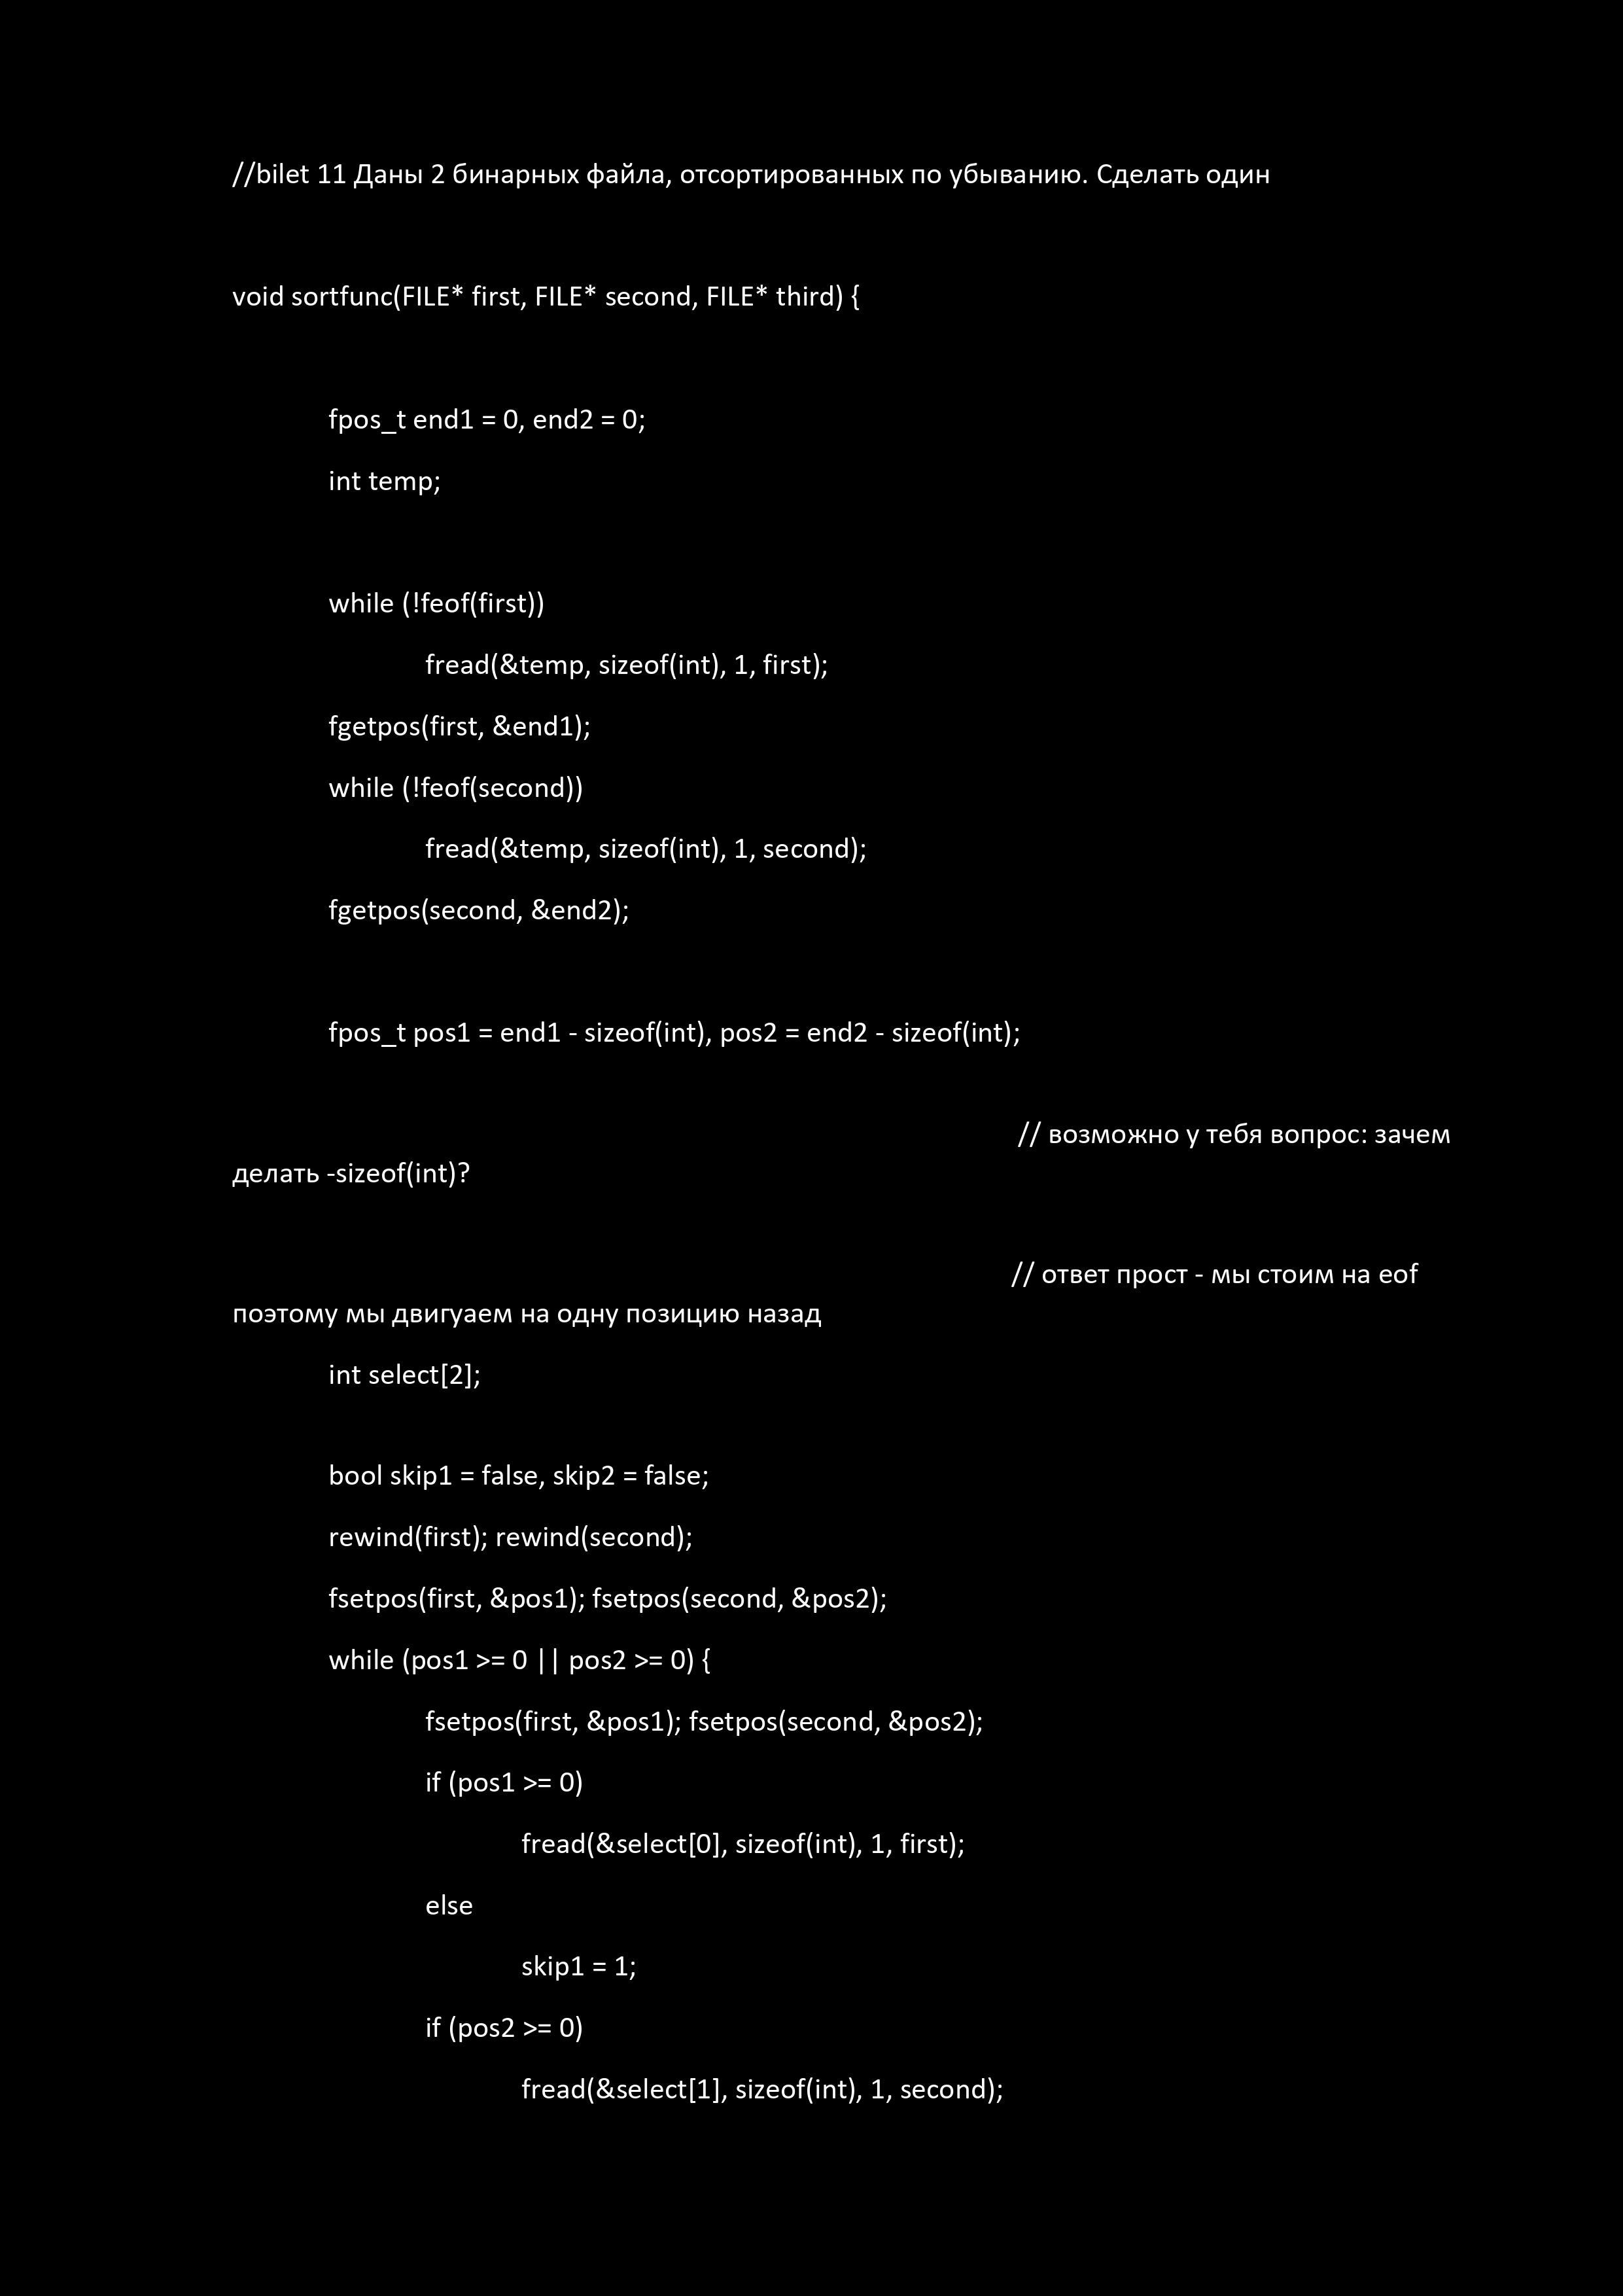 //bilet 11 Даны 2 бинарных файла, отсортированных по убыванию. Сделать один
void sortfunc(FILE* first, FILE* second, FILE* third) {
fpos_t end1 = 0, end2 = 0;
int temp;
while (!feof(first))
fread(&temp, sizeof(int), 1, first);
fgetpos(first, &end1);
while (!feof(second))
fread(&temp, sizeof(int), 1, second);
fgetpos(second, &end2);
fpos_t pos1 = end1 - sizeof(int), pos2 = end2 - sizeof(int);
// возможно у тебя вопрос: зачем
делать -sizeof(int)?
// ответ прост - мы стоим на eof
поэтому мы двигуаем на одну позицию назад
int select[2];
bool skip1 = false, skip2 = false;
rewind(first); rewind(second);
fsetpos(first, &pos1); fsetpos(second, &pos2);
while (pos1 >= 0 || pos2 >= 0) {
fsetpos(first, &pos1); fsetpos(second, &pos2);
if (pos1 >= 0)
fread(&select[0], sizeof(int), 1, first);
else
skip1 = 1;
if (pos2 >= 0)
fread(&select[1], sizeof(int), 1, second);